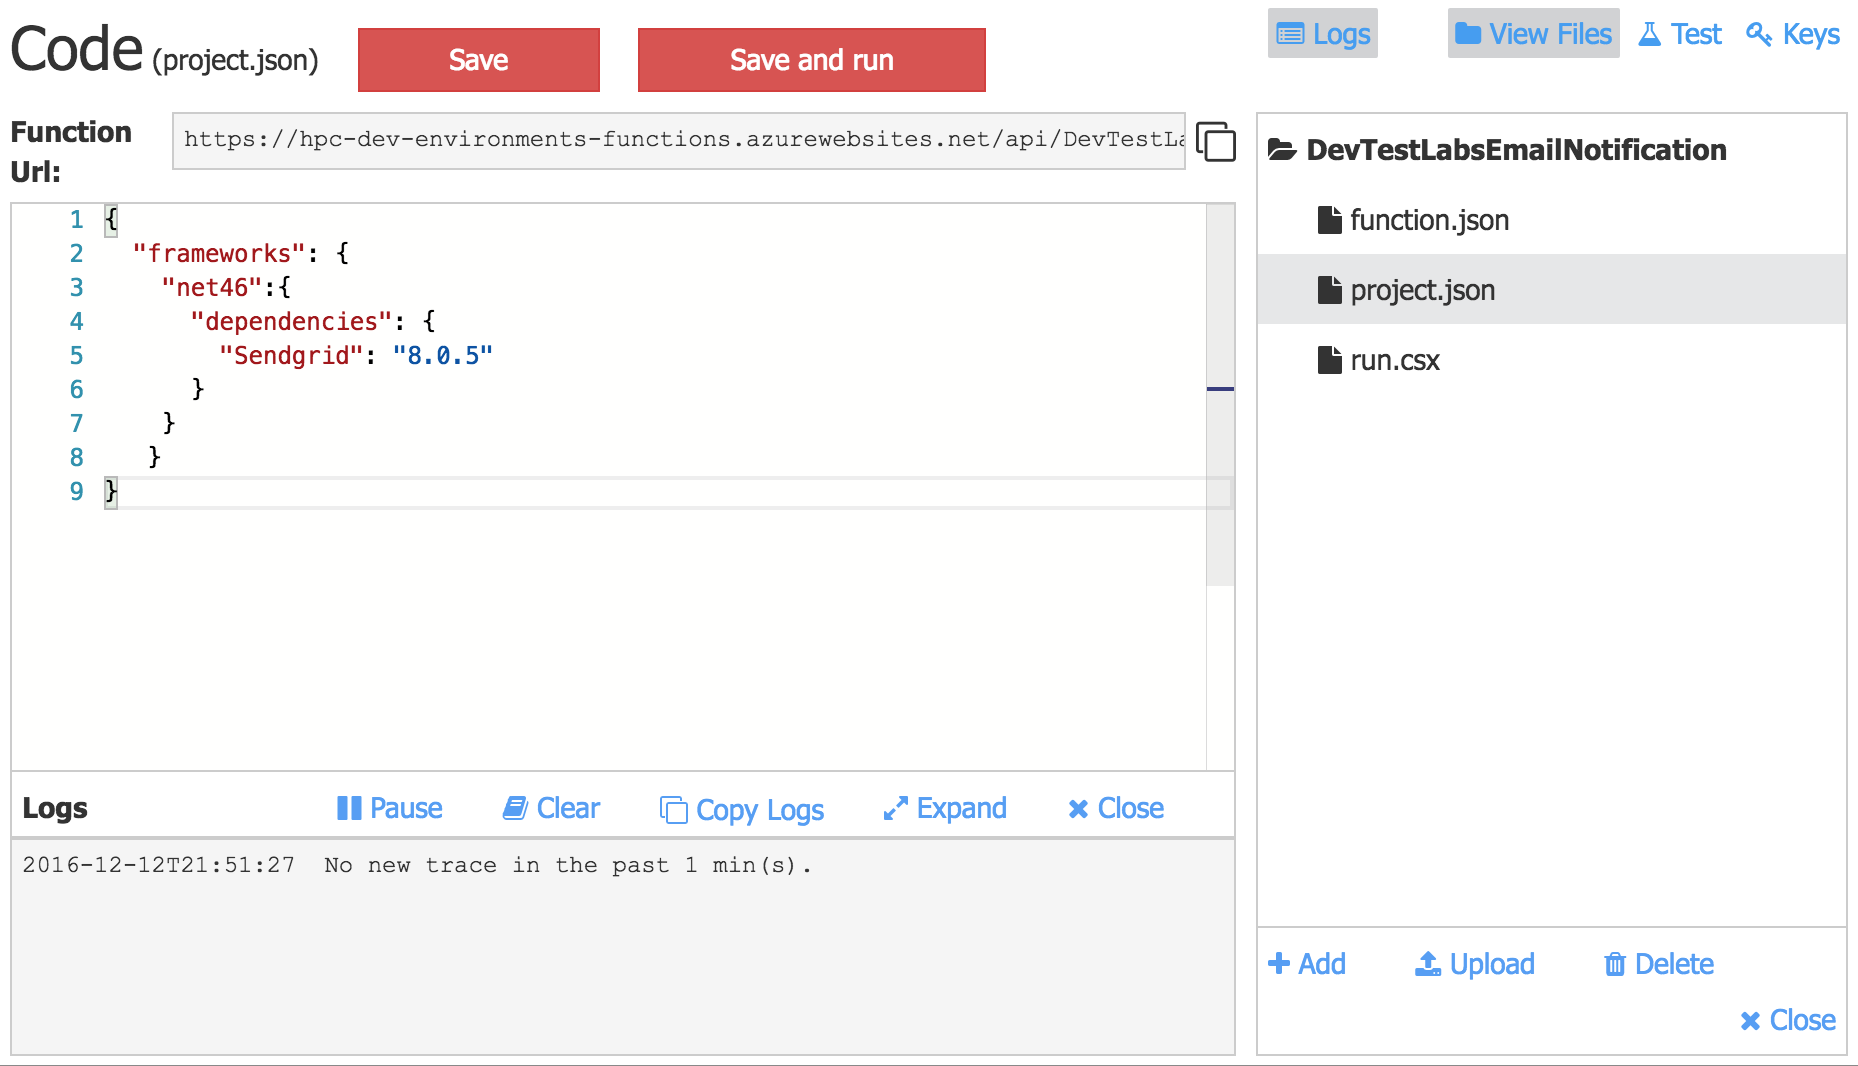 Code (project.json)
Save
Save and run
Logs
View Files
Test
Keys
Function
Url:
https://hpc-dev-environments-functions.azurewebsites.net/api/DevTestLa
1 {
2   "frameworks": {
3     "net46":{
4       "dependencies": {
5         "Sendgrid": "8.0.5"
6       }
7     }
8    }
9 }
DevTestLabsEmailNotification
function.json
project.json
run.csx
Logs
Pause
Clear
Copy Logs
Expand
Close
2016-12-12T21:51:27  No new trace in the past 1 min(s).
Add
Upload
Delete
Close